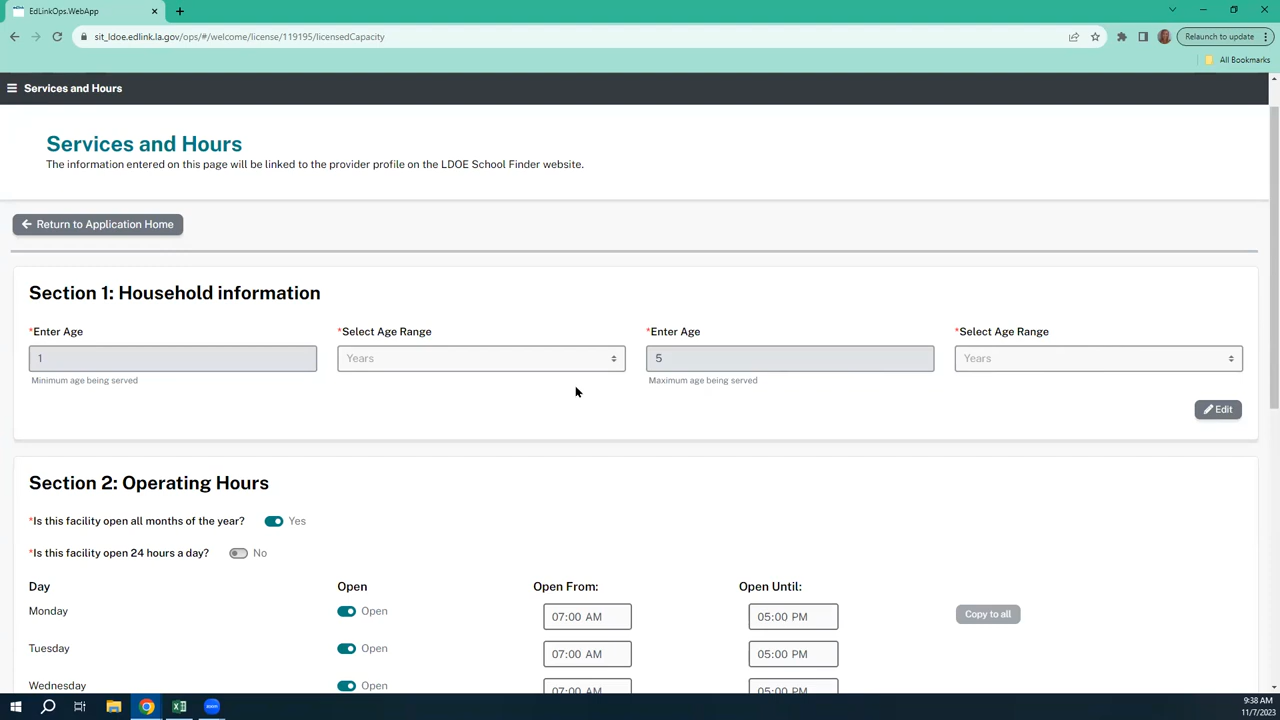 EdLinkOps.WebApp
sit_ldoe.edlink.la.gov/ops/#/welcome/license/119195/licensedCapacity
Relaunch to update
All Bookmarks
Services and Hours
Services and Hours
The information entered on this page will be linked to the provider profile on the LDOE School Finder website.
Return to Application Home
Section 1: Household information
*Enter Age *Select Age Range *Enter Age *Select Age Range
1 Years 5 Years
Minimum age being served Maximum age being served
Edit
Section 2: Operating Hours
*Is this facility open all months of the year? Yes
*Is this facility open 24 hours a day? No
Day Open Open From: Open Until:
Monday Open 07:00 AM 05:00 PM Copy to all
Tuesday Open 07:00 AM 05:00 PM
Wednesday Open 07:00 AM 05:00 PM
9:38 AM
11/7/2023